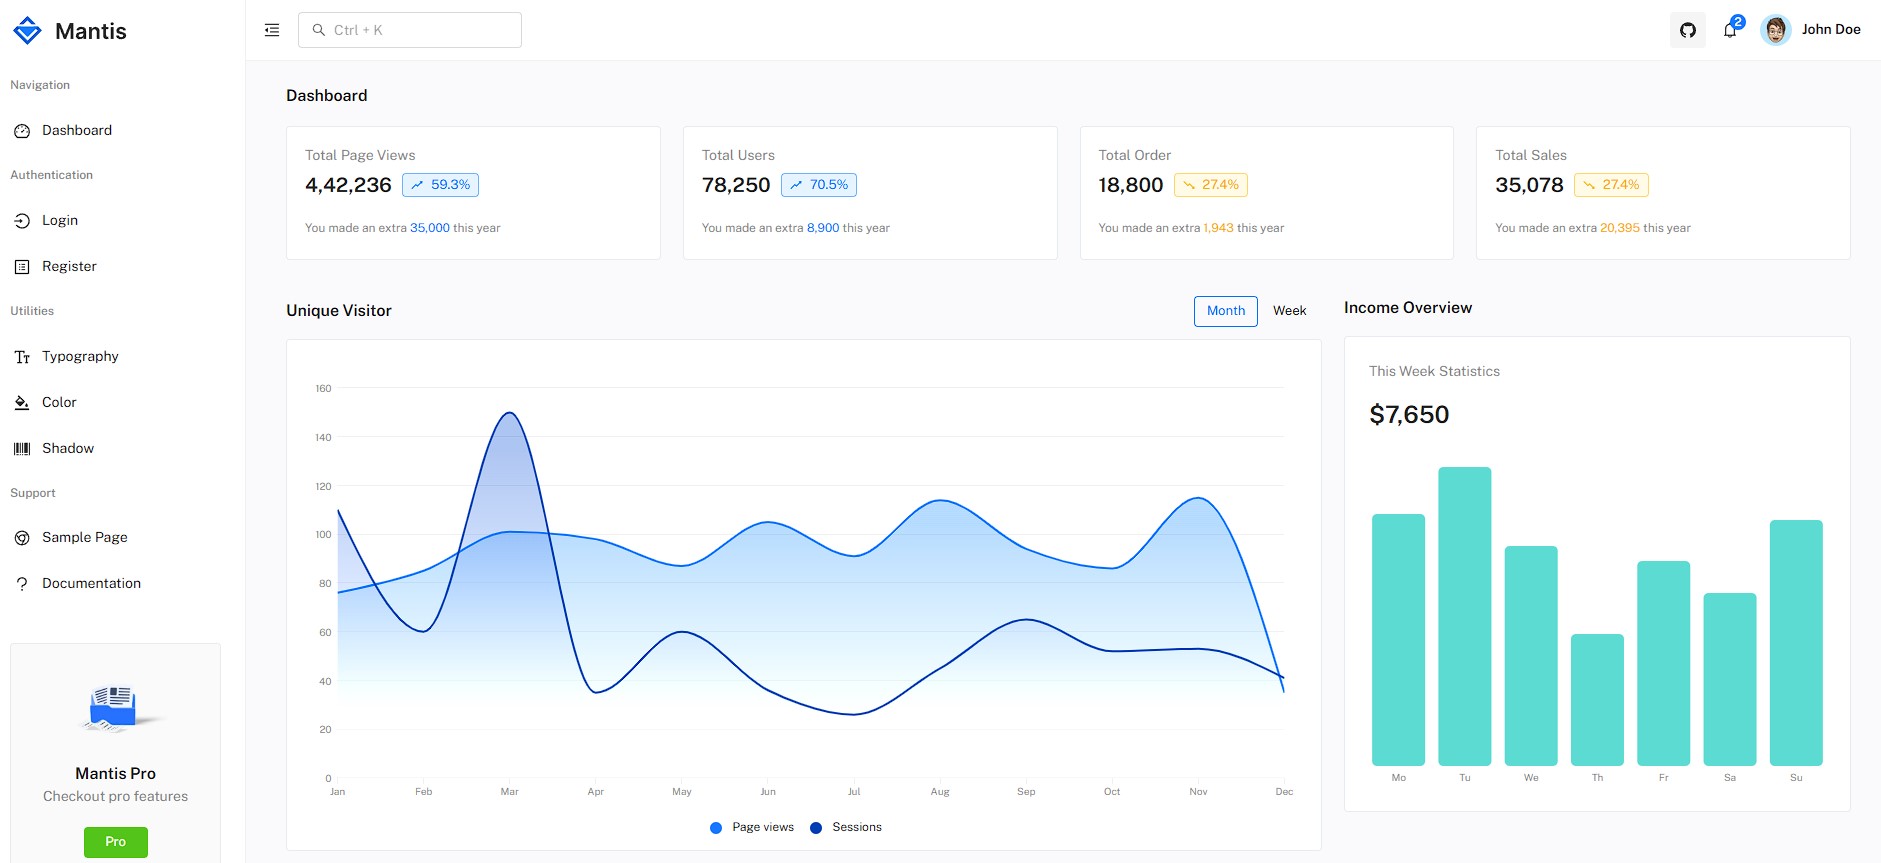 Mantis
Ctrl + K
2
John Doe
Navigation
Dashboard
Authentication
Login
Register
Utilities
Typography
Color
Shadow
Support
Sample Page
Documentation
Mantis Pro
Checkout pro features
Pro
Dashboard
Total Page Views
4,42,236 59.3%
You made an extra 35,000 this year
Total Users
78,250 70.5%
You made an extra 8,900 this year
Total Order
18,800 27.4%
You made an extra 1,943 this year
Total Sales
35,078 27.4%
You made an extra 20,395 this year
Unique Visitor
Month Week
160
140
120
100
80
60
40
20
0
Jan Feb Mar Apr May Jun Jul Aug Sep Oct Nov Dec
Page views Sessions
Income Overview
This Week Statistics
$7,650
Mo Tu We Th Fr Sa Su